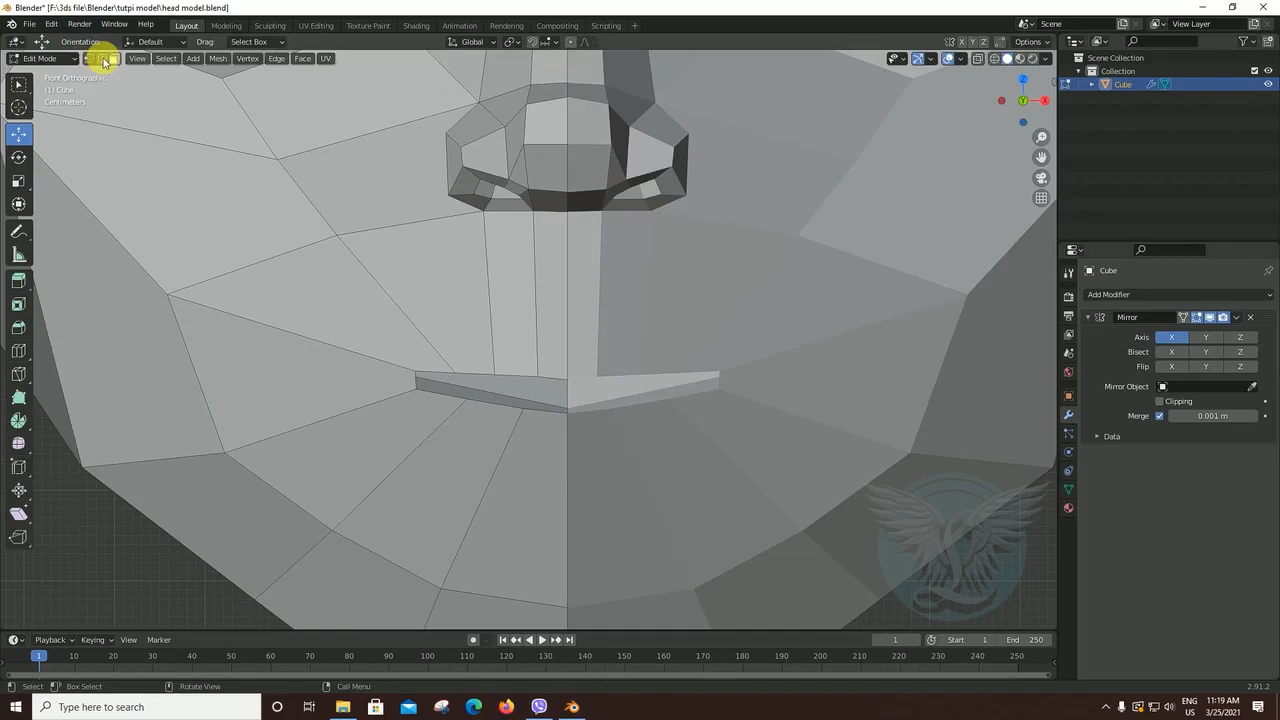 Blender* [F:\3ds file\Blender\tutpi model\head model.blend]
File Edit Render Window Help Layout Modeling Sculpting UV Editing Texture Paint Shading Animation Rendering Compositing Scripting + Scene View Layer
Orientation: Default Drag: Select Box Global X Y Z Options
Edit Mode View Select Add Mesh Vertex Edge Face UV
Front Orthographic
(1) Cube
Centimeters
Z
Y
X
Scene Collection
Collection
Cube
Cube
Add Modifier
Mirror
Axis X Y Z
Bisect X Y Z
Flip X Y Z
Mirror Object
Clipping
Merge 0.001 m
Data
Playback Keying View Marker 1 Start 1 End 250
1 10 20 30 40 50 60 70 80 90 100 110 120 130 140 150 160 170 180 190 200 210 220 230 240 250
Select Box Select Rotate View Call Menu 2.91.2
Type here to search
ENG
11:19 AM
3/25/2021